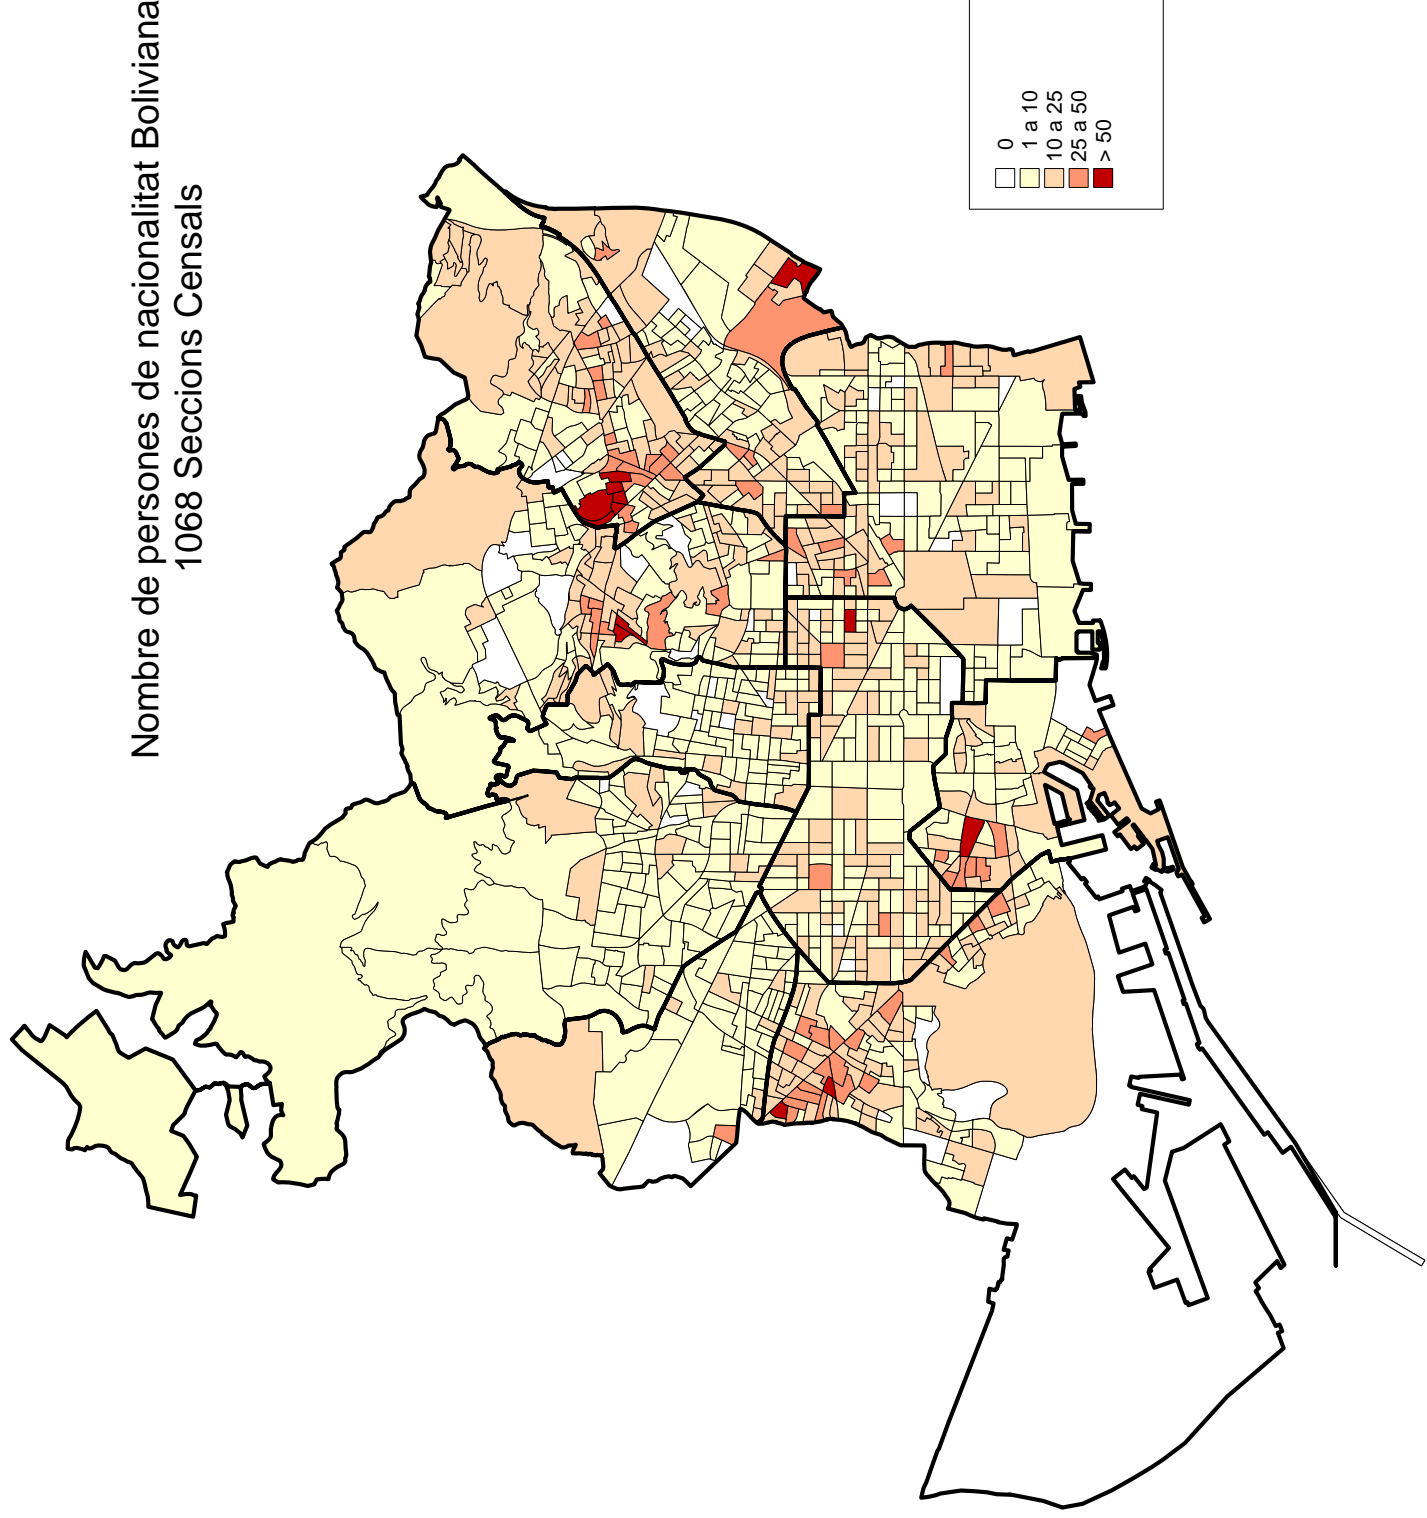 Nombre de persones de nacionalitat Boliviana
1068 Seccions Censals
0
1 a 10
10 a 25
25 a 50
> 50